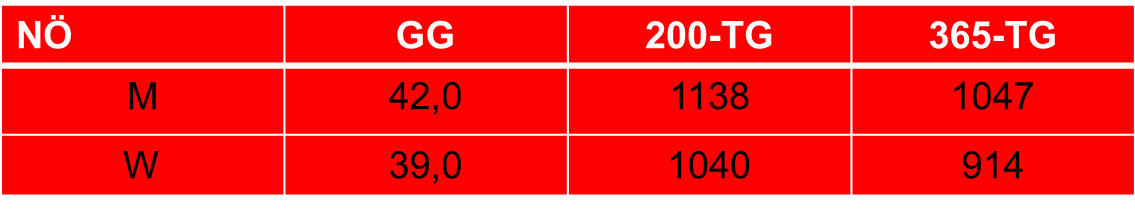 NÖ GG 200-TG 365-TG
M 42,0 1138 1047
W 39,0 1040 914